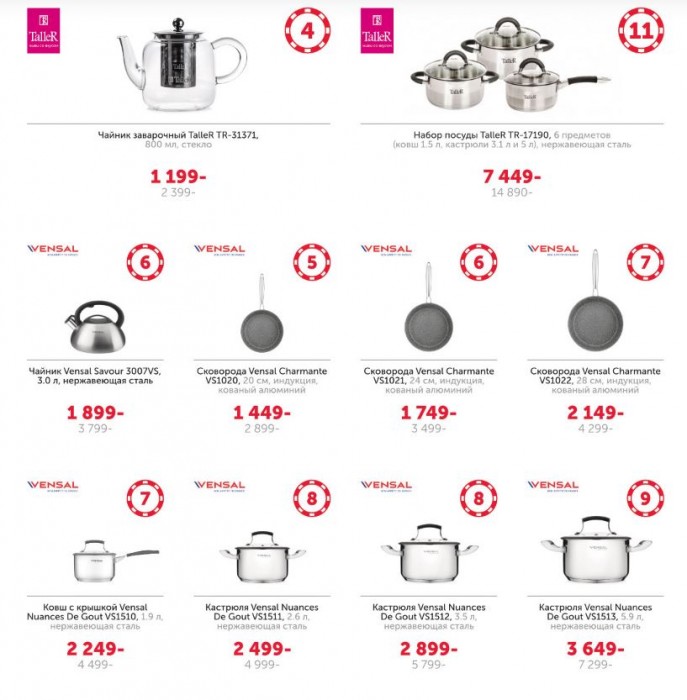 TalleR
4
TalleR
11
Чайник заварочный TalleR TR-31371,
800 мл, стекло
1 199-
2 399-
TalleR
TalleR
Набор посуды TalleR TR-17190, 6 предметов
(ковш 1.5 л, кастрюли 3.1 л и 5 л), нержавеющая сталь
7 449-
14 890-
VENSAL
6
VENSAL
5
VENSAL
6
VENSAL
7
Чайник Vensal Savour 3007VS,
3.0 л, нержавеющая сталь
1 899-
3 799-
Сковорода Vensal Charmante
VS1020, 20 см, индукция,
кованый алюминий
1 449-
2 899-
Сковорода Vensal Charmante
VS1021, 24 см, индукция,
кованый алюминий
1 749-
3 499-
Сковорода Vensal Charmante
VS1022, 28 см, индукция,
кованый алюминий
2 149-
4 299-
VENSAL
7
VENSAL
8
VENSAL
8
VENSAL
9
Ковш с крышкой Vensal
Nuances De Gout VS1510, 1.9 л,
нержавеющая сталь
2 249-
4 499-
Кастрюля Vensal Nuances
De Gout VS1511, 2.6 л,
нержавеющая сталь
2 499-
4 999-
Кастрюля Vensal Nuances
De Gout VS1512, 3.5 л,
нержавеющая сталь
2 899-
5 799-
Кастрюля Vensal Nuances
De Gout VS1513, 5.9 л,
нержавеющая сталь
3 649-
7 299-